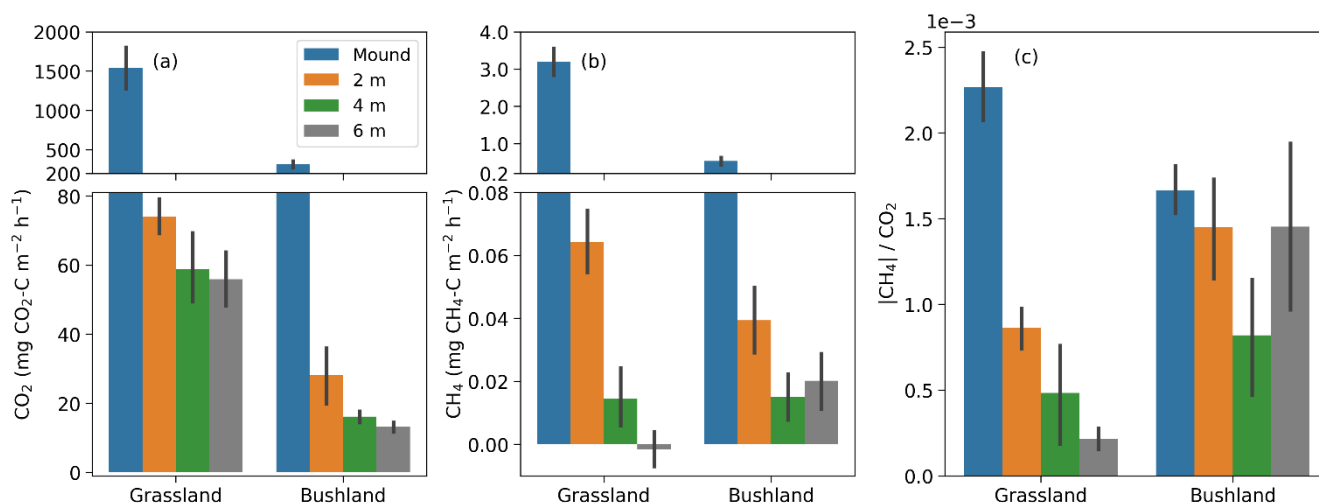 2000
1500
1000
500
200
80
60
40
20
0
CO₂ (mg CO₂-C m⁻² h⁻¹)
(a)
Mound
2 m
4 m
6 m
Grassland
Bushland
4.0
3.0
2.0
1.0
0.2
0.08
0.06
0.04
0.02
0.00
CH₄ (mg CH₄-C m⁻² h⁻¹)
(b)
Grassland
Bushland
1e−3
2.5
2.0
1.5
1.0
0.5
0.0
|CH₄| / CO₂
(c)
Grassland
Bushland